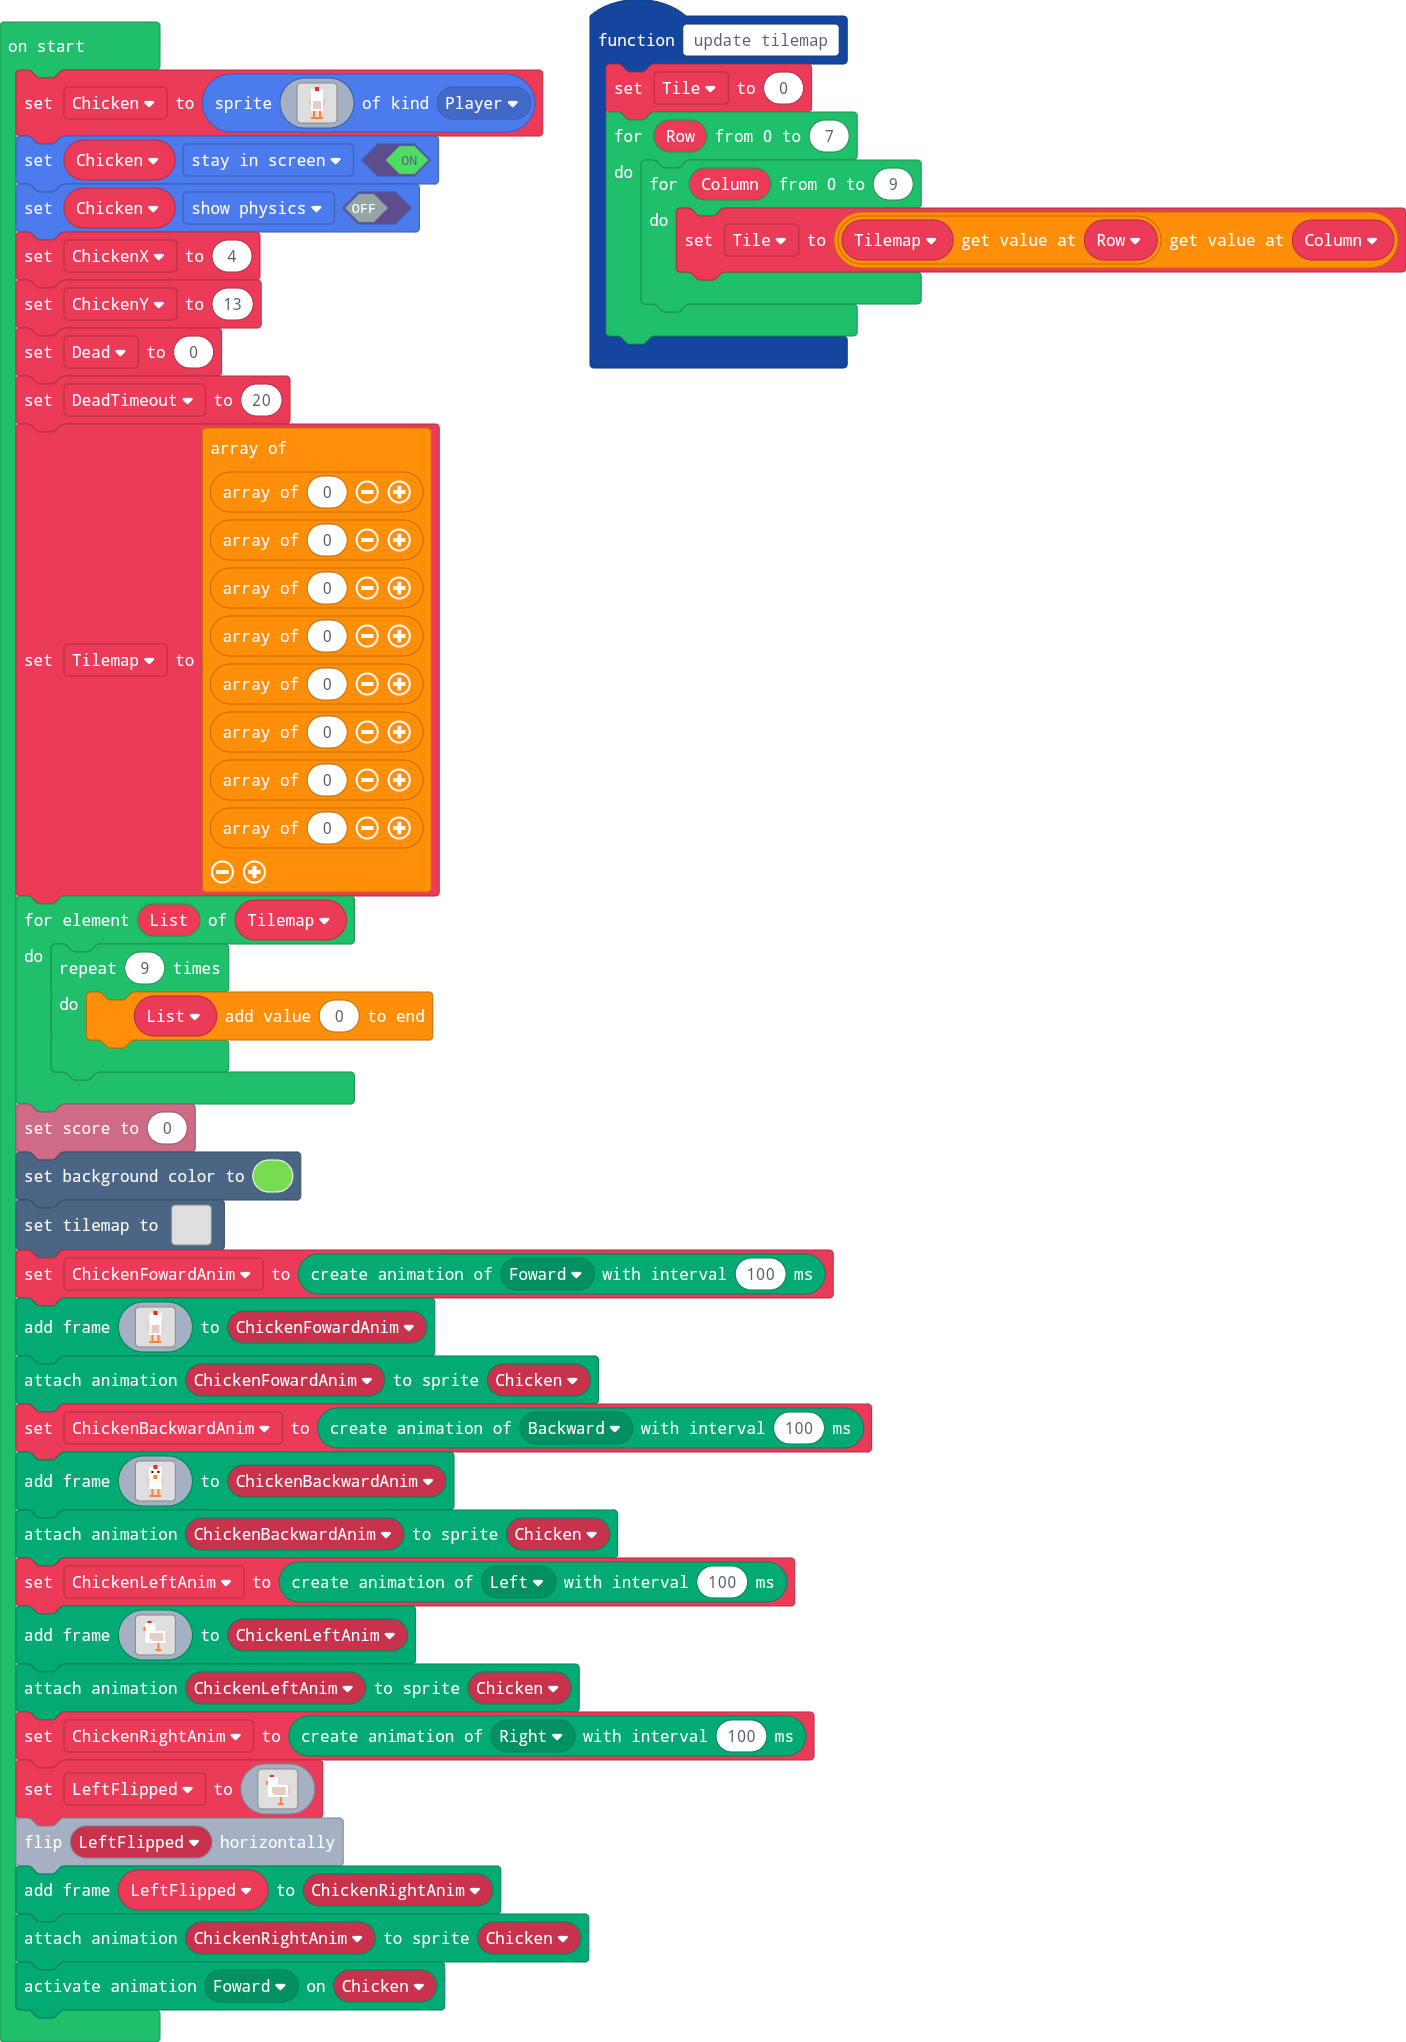 on start
set Chicken to sprite of kind Player
set Chicken stay in screen ON
set Chicken show physics OFF
set ChickenX to 4
set ChickenY to 13
set Dead to 0
set DeadTimeout to 20
set Tilemap to
array of
array of 0
array of 0
array of 0
array of 0
array of 0
array of 0
array of 0
array of 0
for element List of Tilemap
do
repeat 9 times
do
List add value 0 to end
set score to 0
set background color to
set tilemap to
set ChickenFowardAnim to create animation of Foward with interval 100 ms
add frame to ChickenFowardAnim
attach animation ChickenFowardAnim to sprite Chicken
set ChickenBackwardAnim to create animation of Backward with interval 100 ms
add frame to ChickenBackwardAnim
attach animation ChickenBackwardAnim to sprite Chicken
set ChickenLeftAnim to create animation of Left with interval 100 ms
add frame to ChickenLeftAnim
attach animation ChickenLeftAnim to sprite Chicken
set ChickenRightAnim to create animation of Right with interval 100 ms
set LeftFlipped to
flip LeftFlipped horizontally
add frame LeftFlipped to ChickenRightAnim
attach animation ChickenRightAnim to sprite Chicken
activate animation Foward on Chicken
function update tilemap
set Tile to 0
for Row from 0 to 7
do
for Column from 0 to 9
do
set Tile to Tilemap get value at Row get value at Column